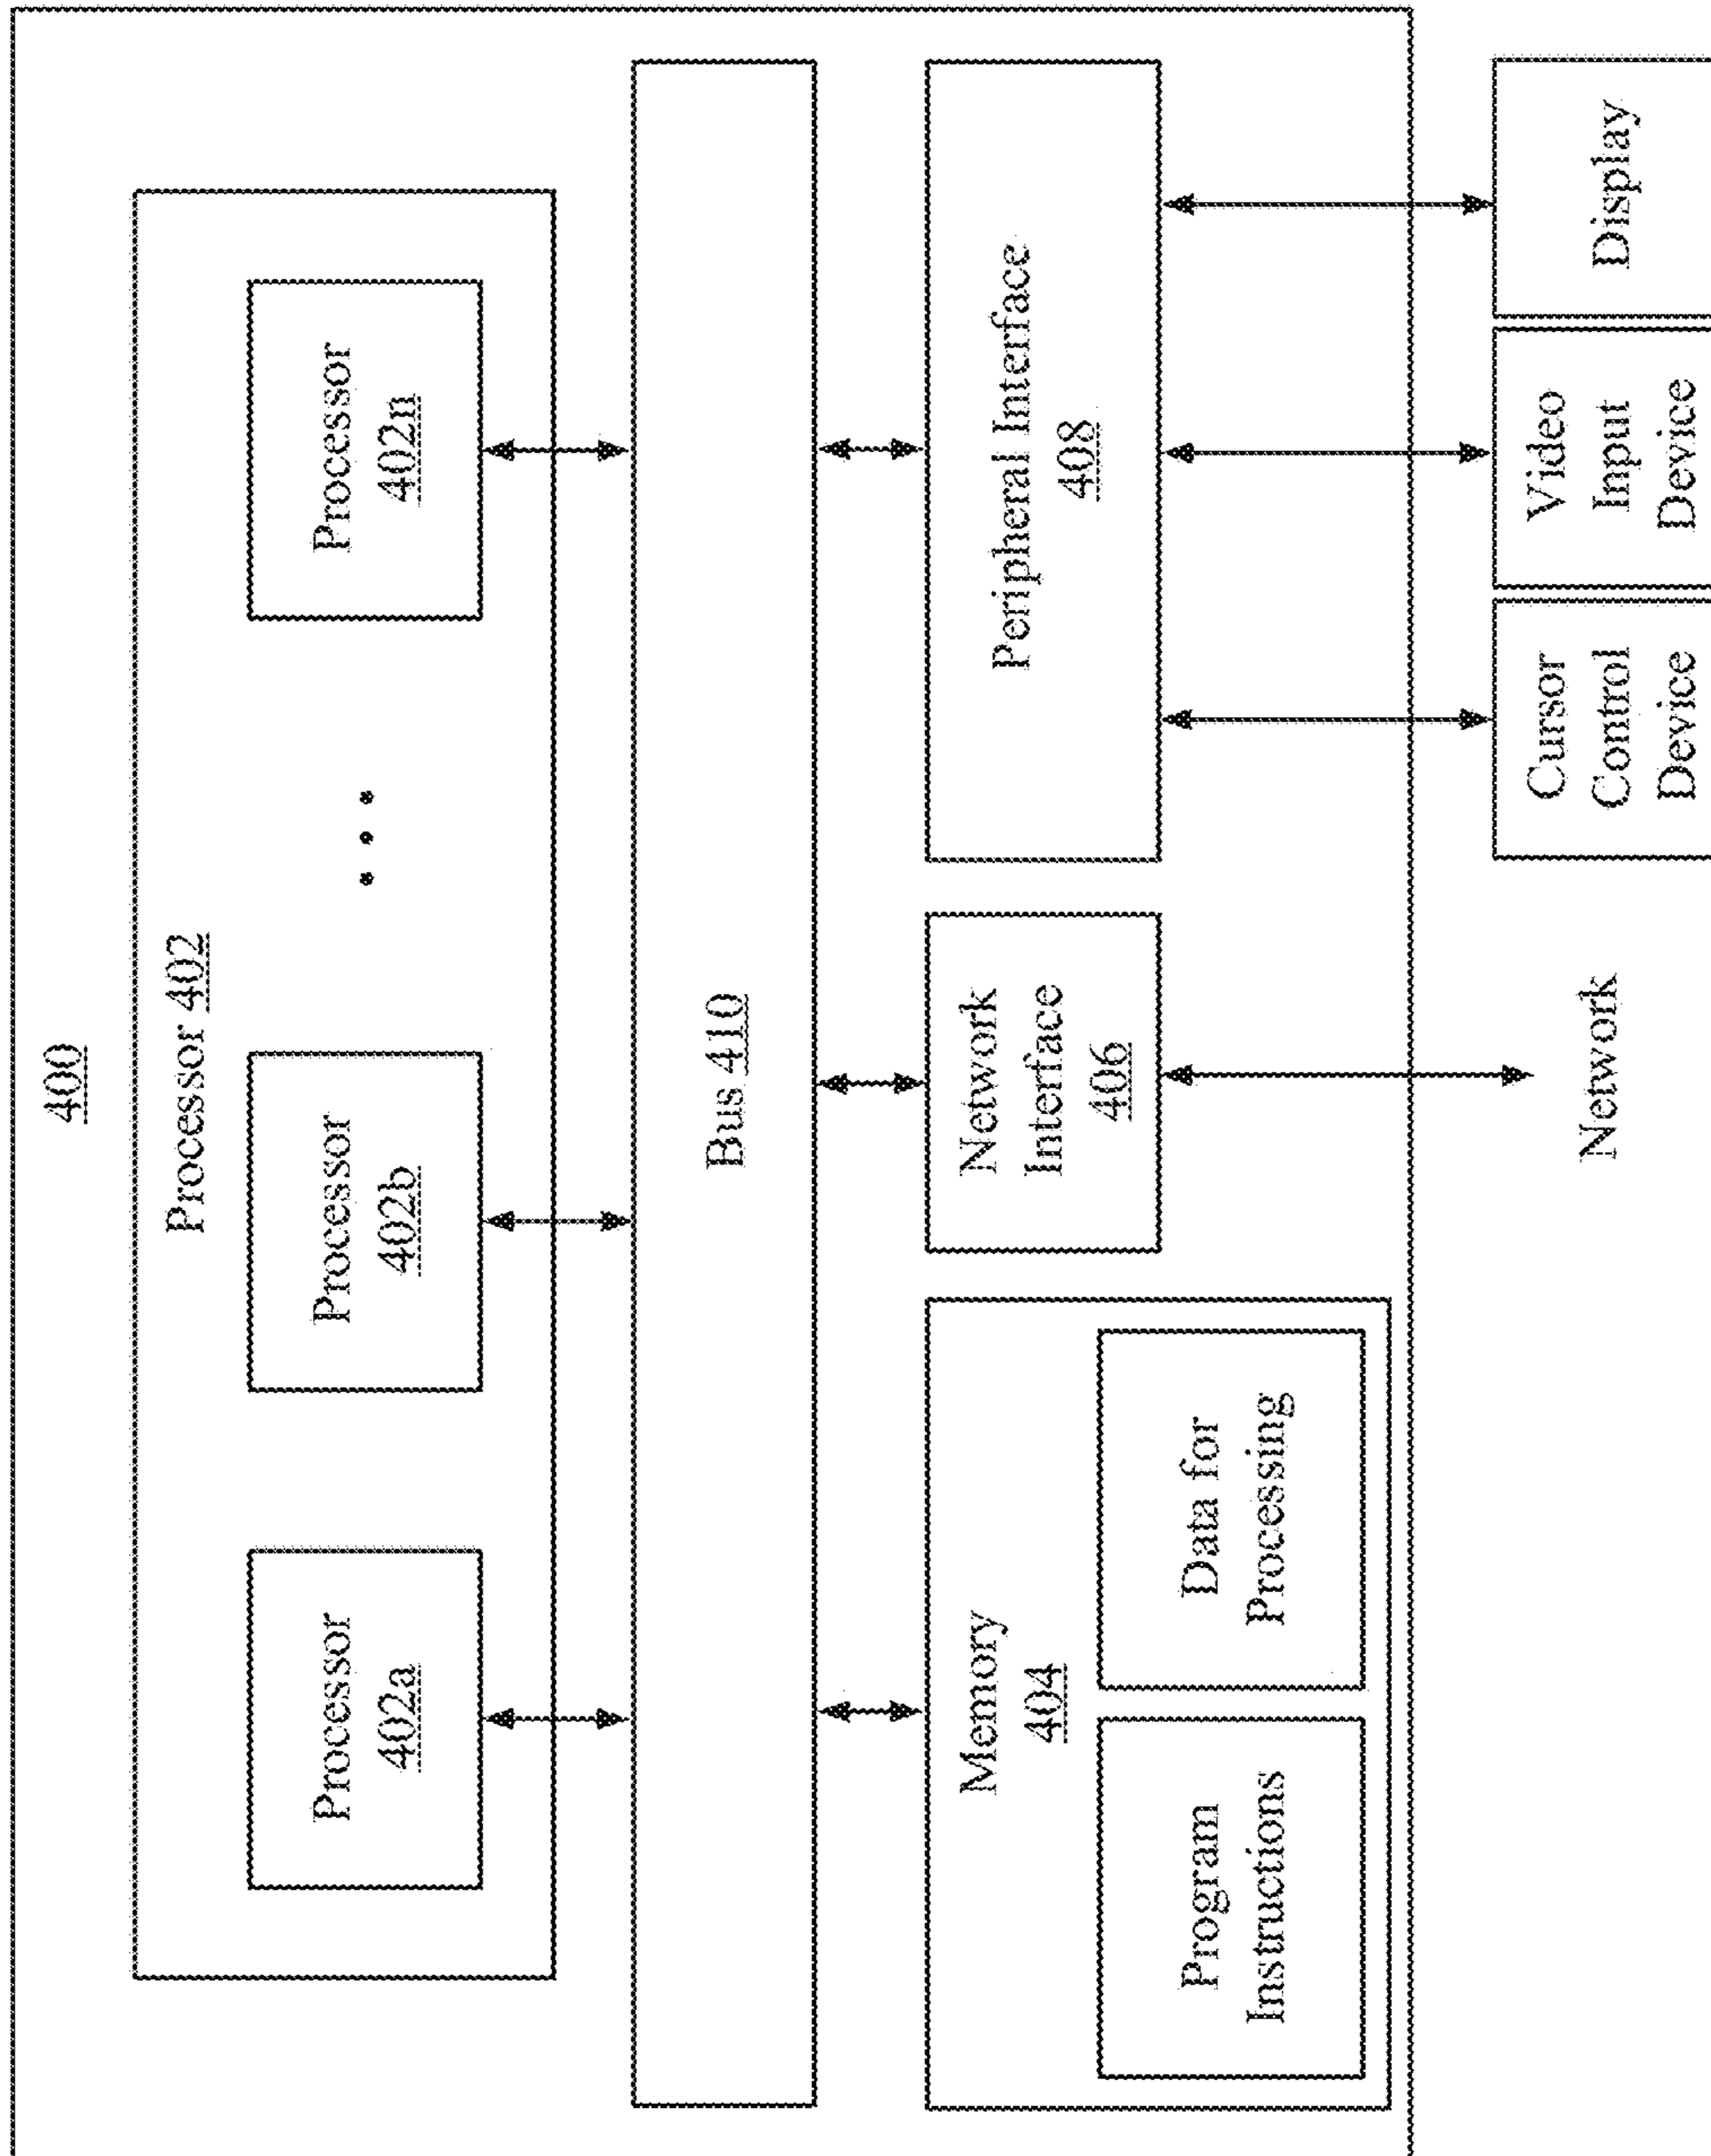 400
Processor 402
Processor
402a
Processor
402b
Processor
402n
Bus 410
Memory
404
Program
Instructions
Data for
Processing
Network
Interface
406
Peripheral Interface
408
Network
Cursor
Control
Device
Video
Input
Device
Display